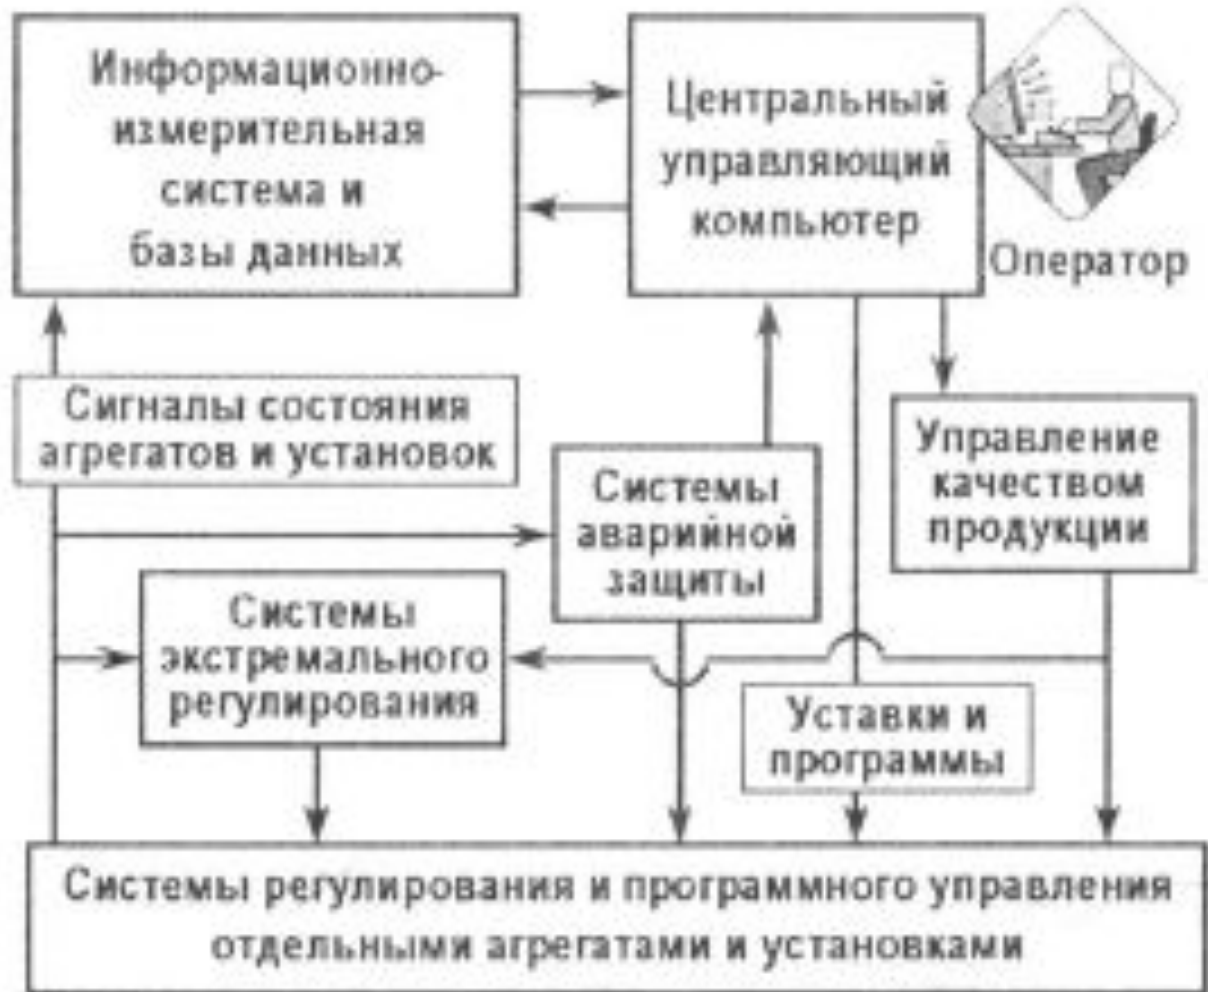 Информационно-
измерительная
система и
базы данных
Центральный
управляющий
компьютер
Оператор
Сигналы состояния
агрегатов и установок
Системы
аварийной
защиты
Управление
качеством
продукции
Системы
экстремального
регулирования
Уставки и
программы
Системы регулирования и программного управления
отдельными агрегатами и установками